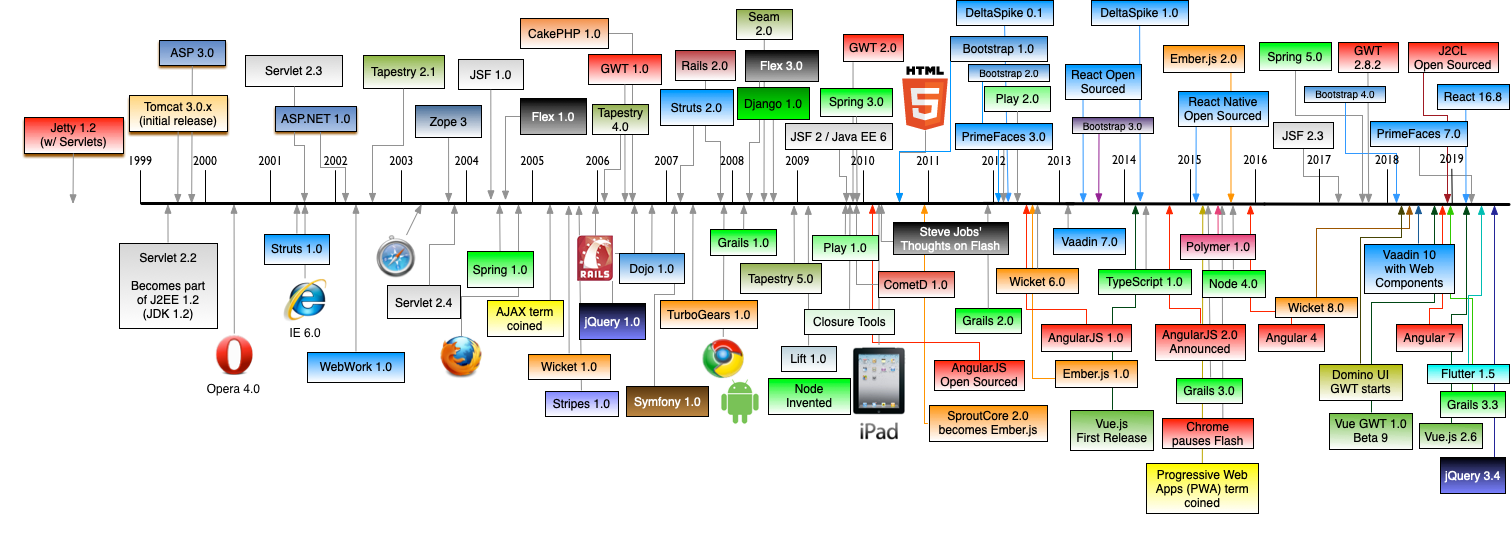 DeltaSpike 0.1
DeltaSpike 1.0
Seam
2.0
CakePHP 1.0
ASP 3.0
GWT 2.0
Bootstrap 1.0
Ember.js 2.0
Spring 5.0
GWT
2.8.2
J2CL
Open Sourced
Servlet 2.3
Tapestry 2.1
JSF 1.0
GWT 1.0
Rails 2.0
Flex 3.0
HTML
5
Bootstrap 2.0
React Open
Sourced
Tomcat 3.0.x
(initial release)
ASP.NET 1.0
Zope 3
Flex 1.0
Tapestry
4.0
Struts 2.0
Django 1.0
Spring 3.0
Play 2.0
React Native
Open Sourced
Bootstrap 4.0
React 16.8
Jetty 1.2
(w/ Servlets)
JSF 2 / Java EE 6
PrimeFaces 3.0
Bootstrap 3.0
JSF 2.3
PrimeFaces 7.0
1999
2000
2001
2002
2003
2004
2005
2006
2007
2008
2009
2010
2011
2012
2013
2014
2015
2016
2017
2018
2019
Servlet 2.2
Becomes part
of J2EE 1.2
(JDK 1.2)
Struts 1.0
IE 6.0
Opera 4.0
WebWork 1.0
Servlet 2.4
Spring 1.0
AJAX term
coined
Wicket 1.0
Stripes 1.0
RAILS
jQuery 1.0
Dojo 1.0
Symfony 1.0
TurboGears 1.0
Grails 1.0
Tapestry 5.0
Play 1.0
Closure Tools
Lift 1.0
Node
Invented
iPad
Steve Jobs'
Thoughts on Flash
CometD 1.0
Grails 2.0
AngularJS
Open Sourced
SproutCore 2.0
becomes Ember.js
Wicket 6.0
Vaadin 7.0
AngularJS 1.0
Ember.js 1.0
TypeScript 1.0
Vue.js
First Release
Polymer 1.0
Node 4.0
AngularJS 2.0
Announced
Grails 3.0
Chrome
pauses Flash
Progressive Web
Apps (PWA) term
coined
Wicket 8.0
Angular 4
Vaadin 10
with Web
Components
Angular 7
Domino UI
GWT starts
Vue GWT 1.0
Beta 9
Flutter 1.5
Grails 3.3
Vue.js 2.6
jQuery 3.4